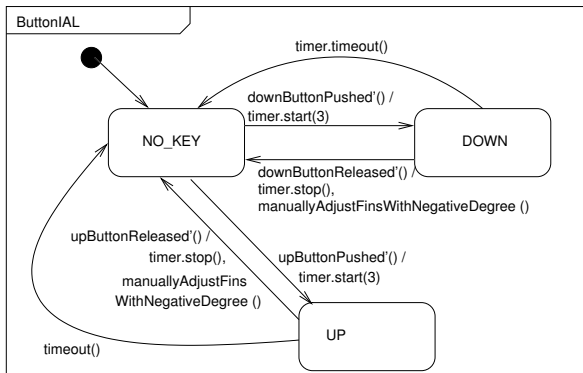 ButtonIAL
timer.timeout()
downButtonPushed'() /
timer.start(3)
NO_KEY
DOWN
downButtonReleased'() /
timer.stop(),
manuallyAdjustFinsWithNegativeDegree ()
upButtonReleased'() /
timer.stop(),
manuallyAdjustFins
WithNegativeDegree ()
upButtonPushed'() /
timer.start(3)
timeout()
UP